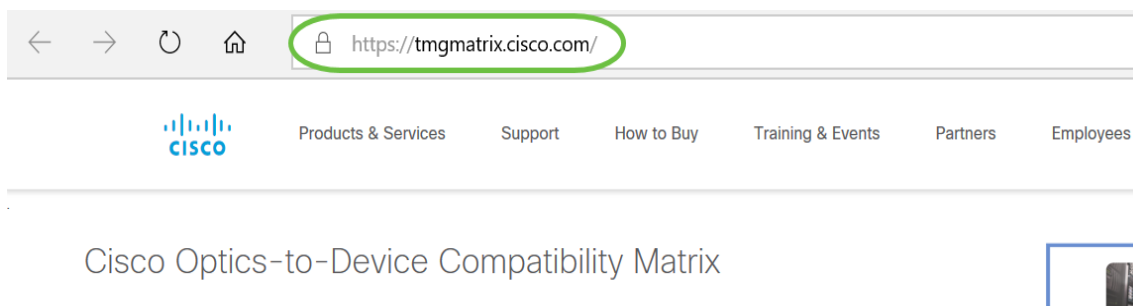 https://tmgmatrix.cisco.com/
CISCO
Products & Services Support How to Buy Training & Events Partners Employees
Cisco Optics-to-Device Compatibility Matrix